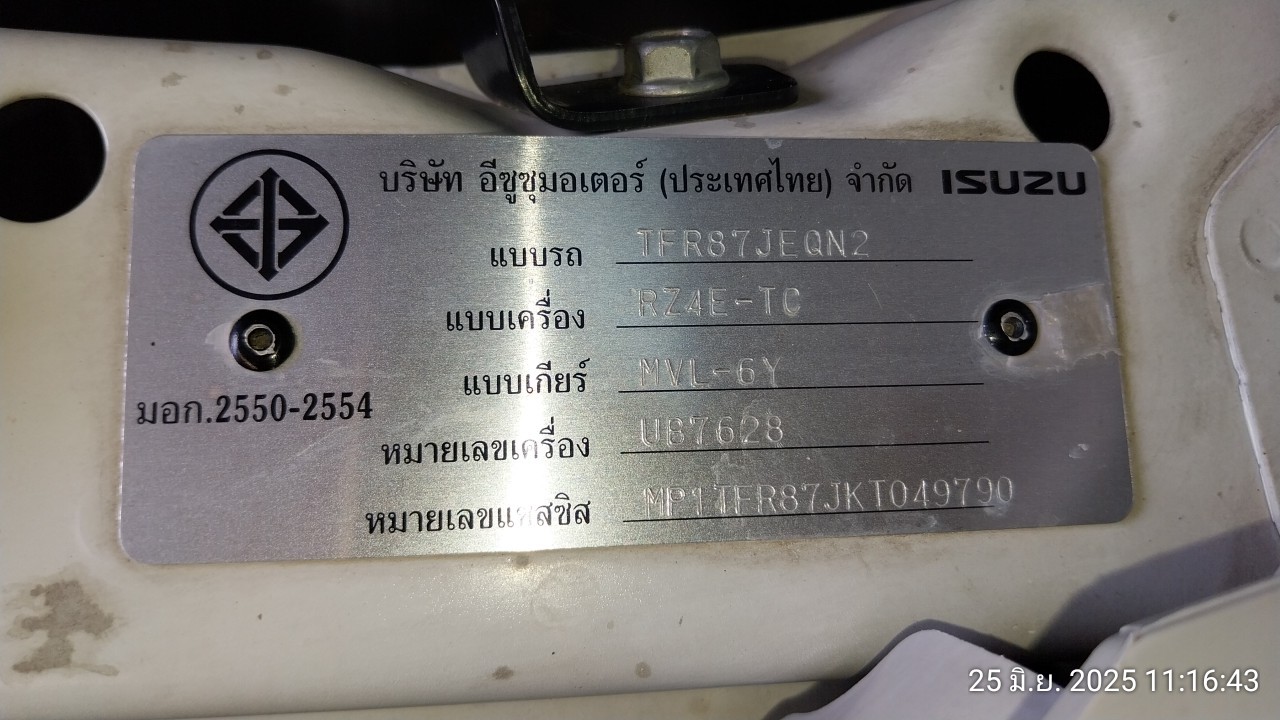 บริษัท อีซูซุมอเตอร์ (ประเทศไทย) จำกัด ISUZU
แบบรถ TFR87JEQN2
แบบเครื่อง RZ4E-TC
แบบเกียร์ MVL-6Y
มอก.2550-2554
หมายเลขเครื่อง UB7628
หมายเลขแชสซิส MP1TFR87JKT049790
25 มิ.ย. 2025 11:16:43